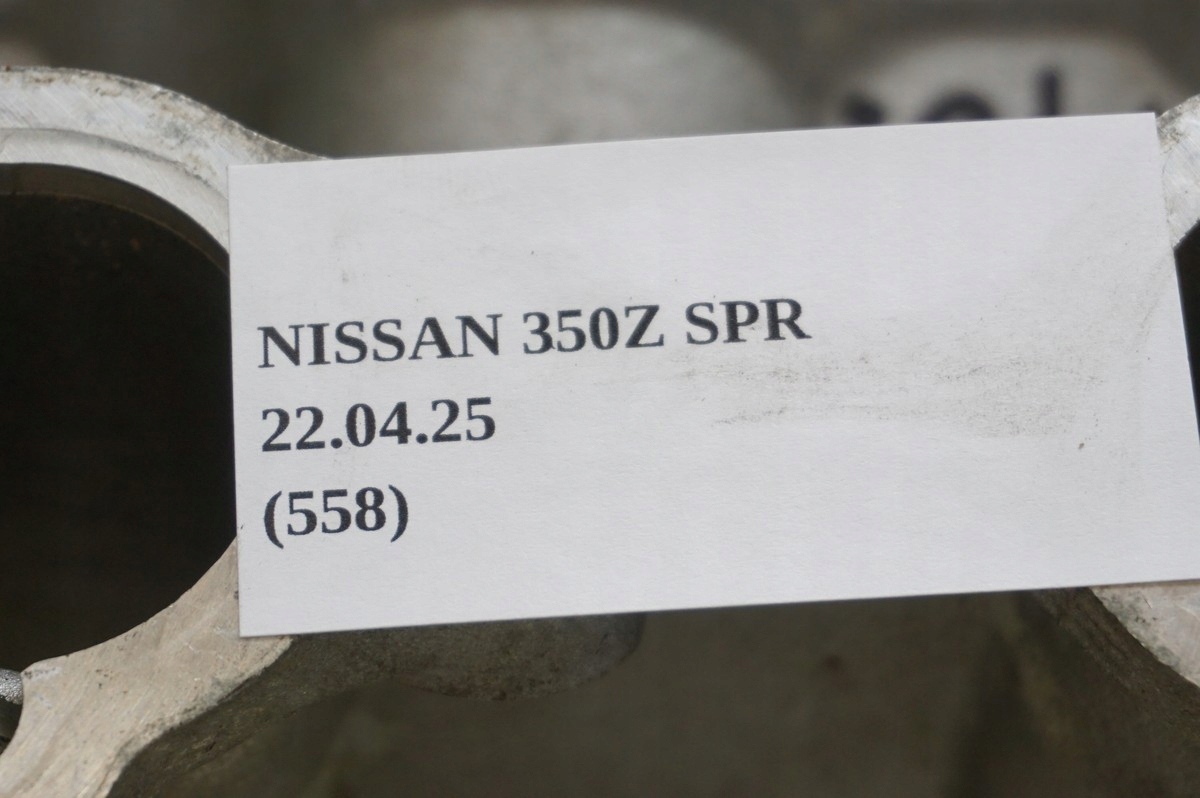 NISSAN 350Z SPR
22.04.25
(558)